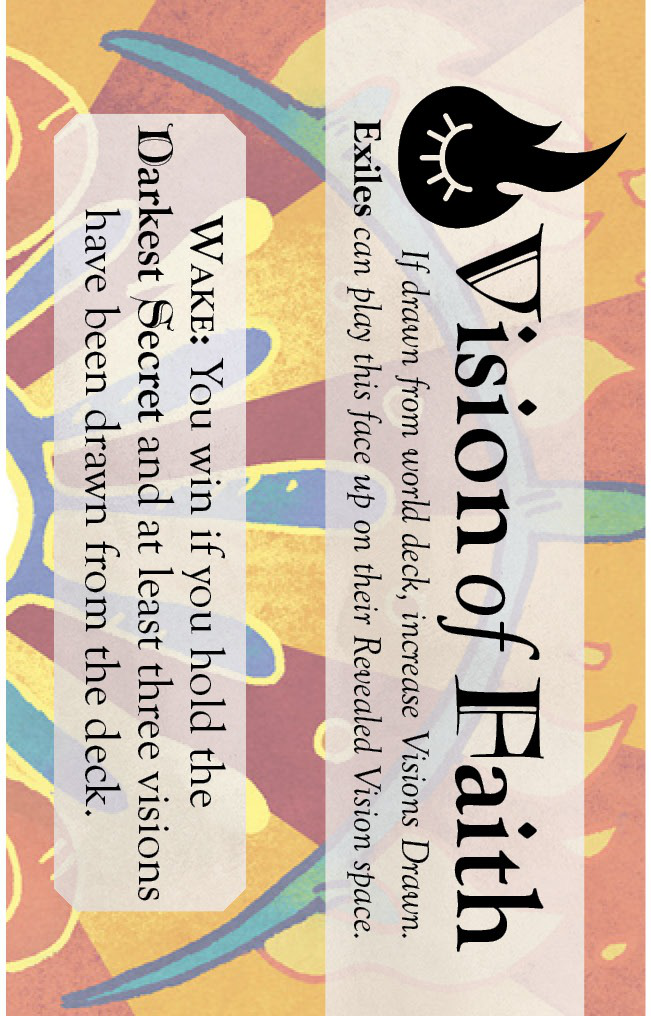 Vision of Faith
If drawn from world deck, increase Visions Drawn.
Exiles can play this face up on their Revealed Vision space.
WAKE: You win if you hold the
Darkest Secret and at least three visions
have been drawn from the deck.